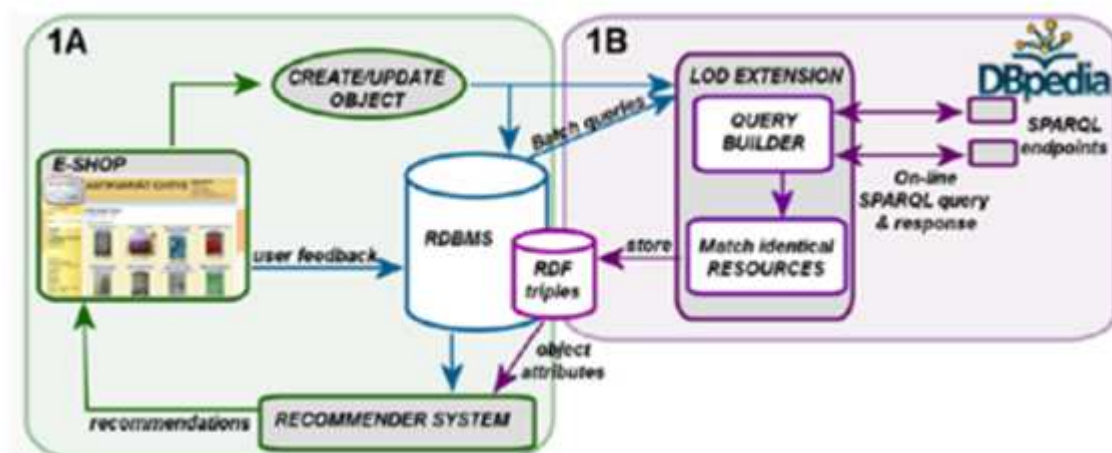 1A
1B
CREATE/UPDATE
OBJECT
LOD EXTENSION
DBpedia
Batch queries
QUERY
BUILDER
SPARQL
endpoints
E-SHOP
On-line
SPARQL query
& response
RDBMS
user feedback
store
Match identical
RESOURCES
RDF
triples
object
attributes
recommendations
RECOMMENDER SYSTEM